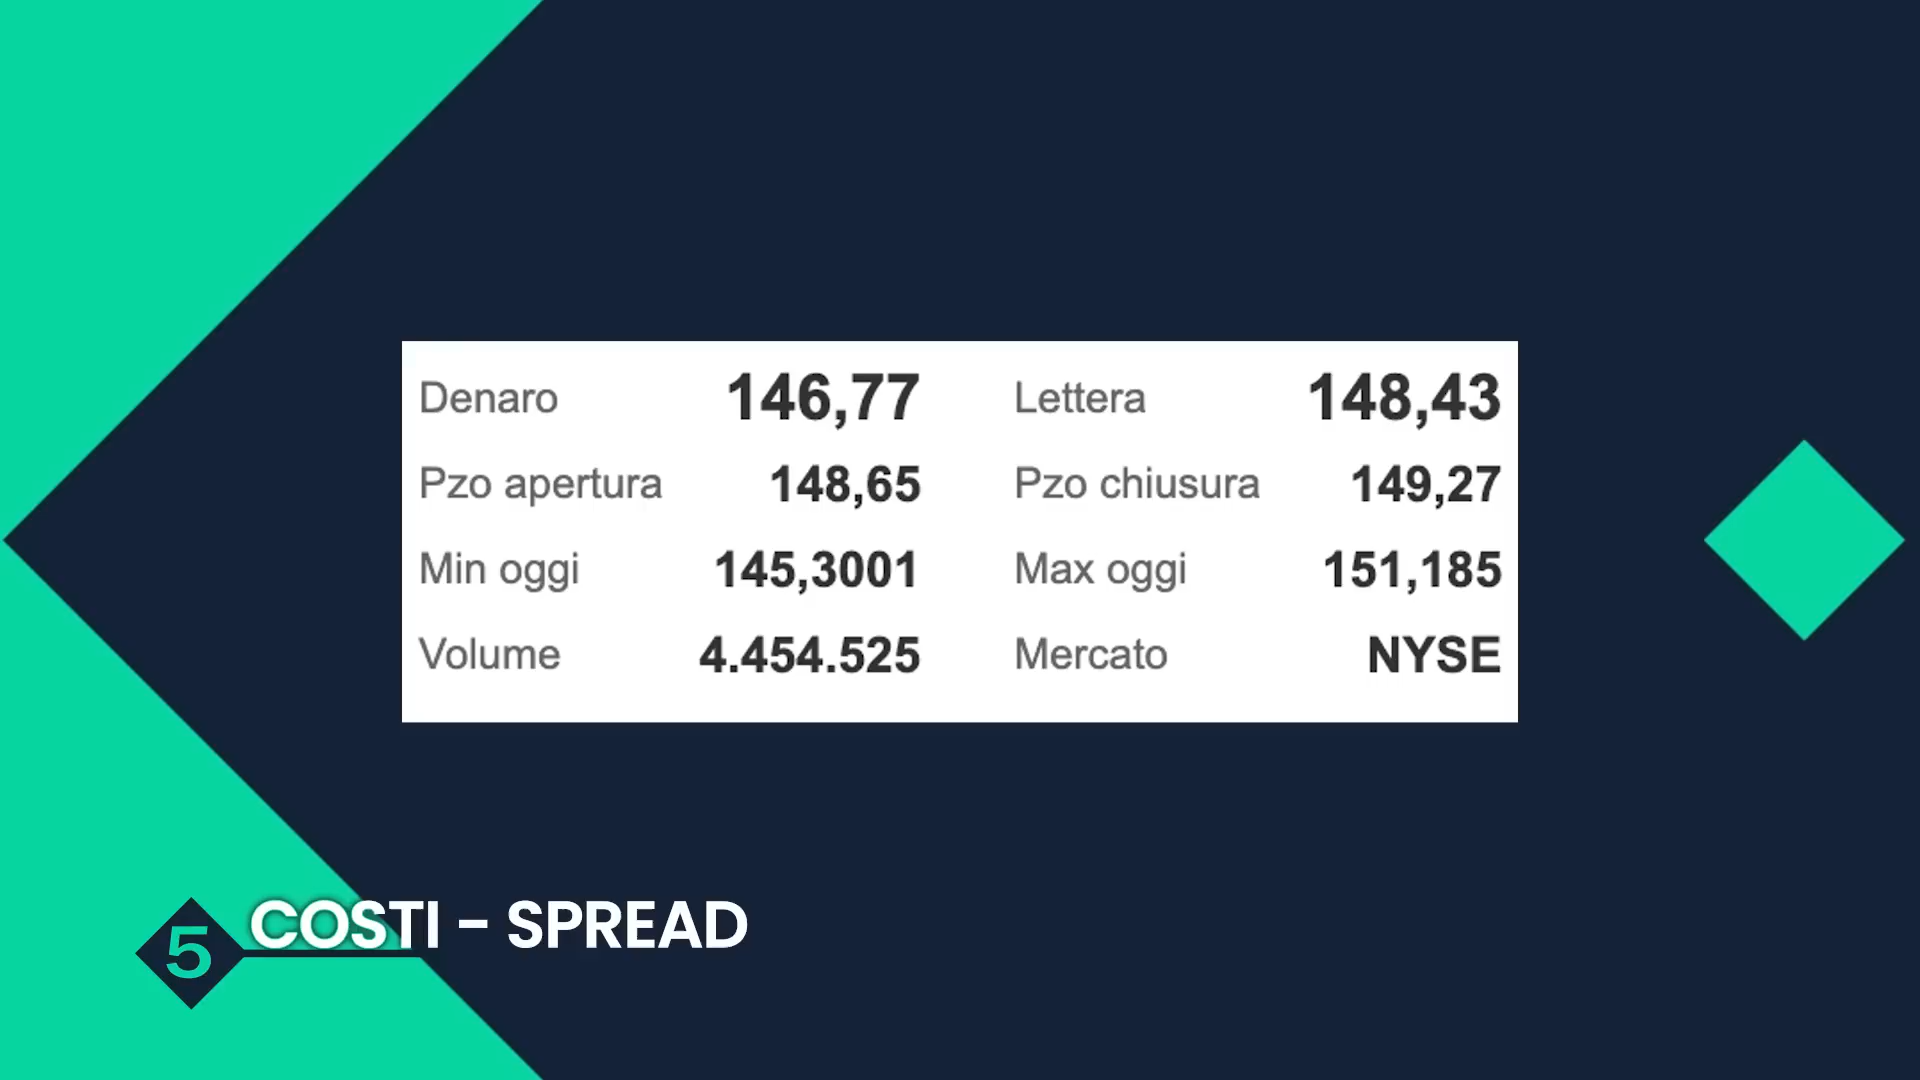 Denaro 146,77 Lettera 148,43
Pzo apertura 148,65 Pzo chiusura 149,27
Min oggi 145,3001 Max oggi 151,185
Volume 4.454.525 Mercato NYSE
5 COSTI - SPREAD